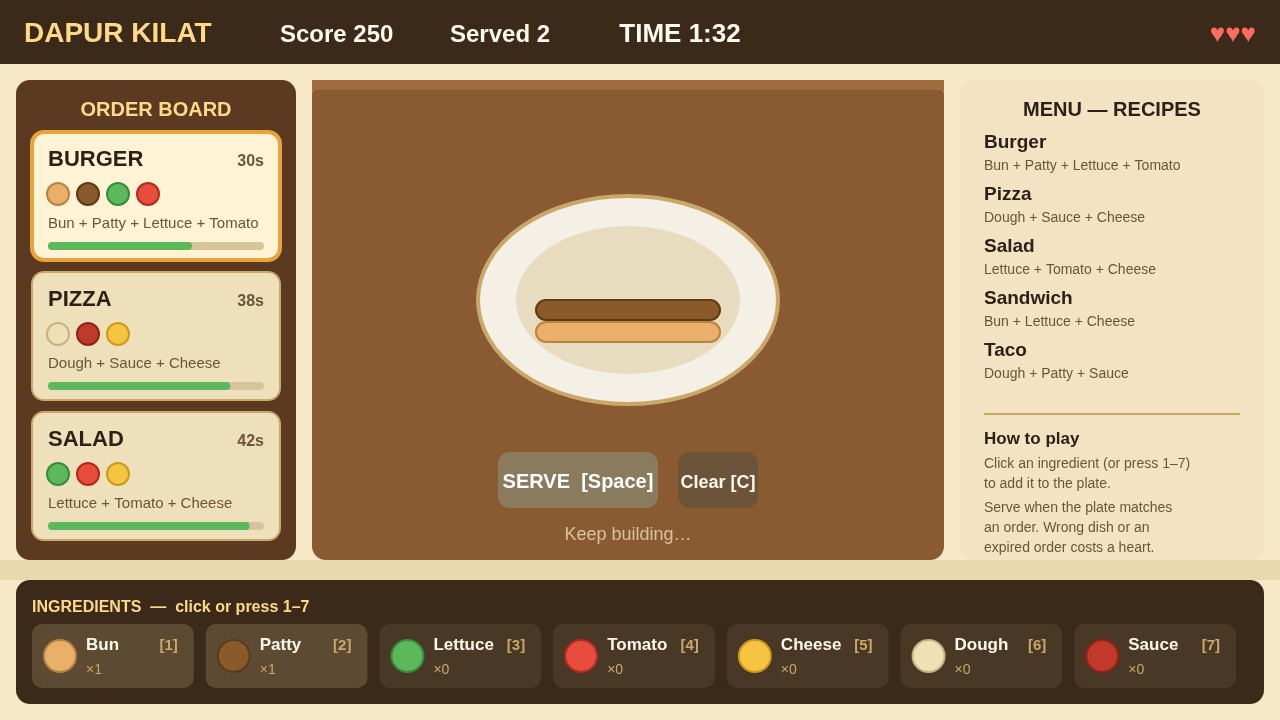 DAPUR KILAT
Score 250
Served 2
TIME 1:32
♥♥♥
ORDER BOARD
BURGER 30s
Bun + Patty + Lettuce + Tomato
PIZZA 38s
Dough + Sauce + Cheese
SALAD 42s
Lettuce + Tomato + Cheese
SERVE [Space]
Clear [C]
Keep building…
MENU — RECIPES
Burger
Bun + Patty + Lettuce + Tomato
Pizza
Dough + Sauce + Cheese
Salad
Lettuce + Tomato + Cheese
Sandwich
Bun + Lettuce + Cheese
Taco
Dough + Patty + Sauce
How to play
Click an ingredient (or press 1–7)
to add it to the plate.
Serve when the plate matches
an order. Wrong dish or an
expired order costs a heart.
INGREDIENTS — click or press 1–7
Bun [1]
×1
Patty [2]
×1
Lettuce [3]
×0
Tomato [4]
×0
Cheese [5]
×0
Dough [6]
×0
Sauce [7]
×0